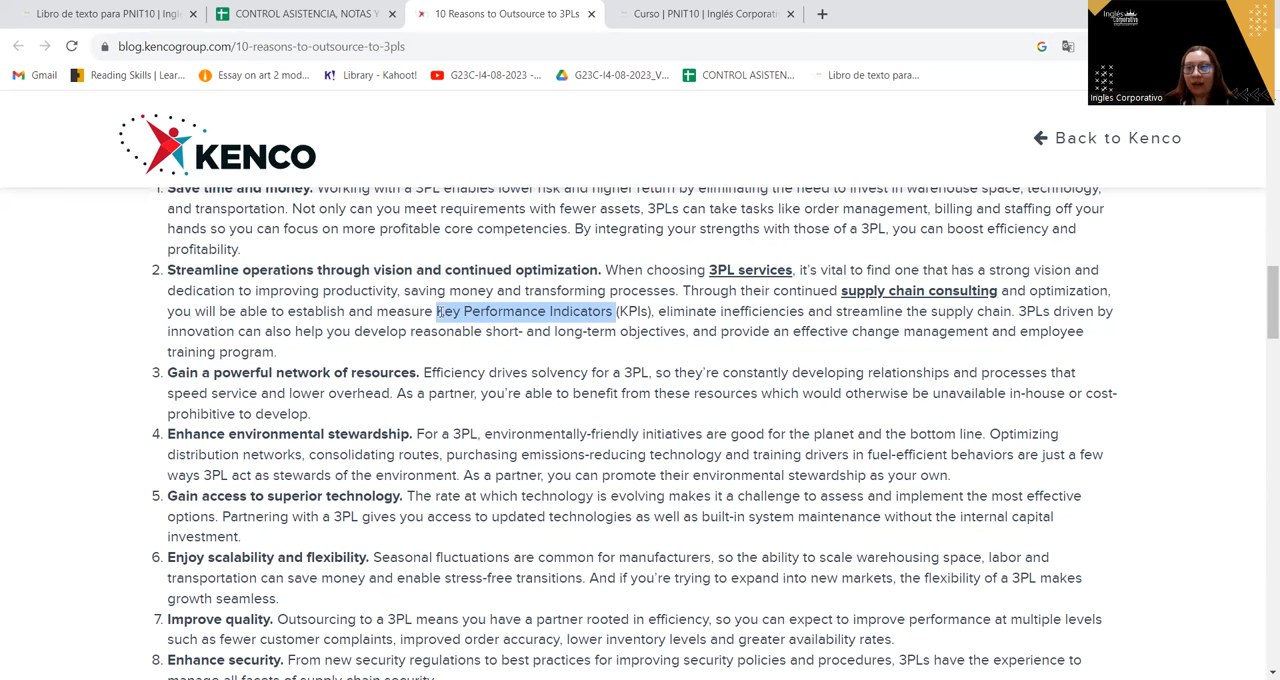 Libro de texto para PNIT10 | Ingle
CONTROL ASISTENCIA, NOTAS Y
10 Reasons to Outsource to 3PLs
Curso | PNIT10 | Inglés Corporati
blog.kencogroup.com/10-reasons-to-outsource-to-3pls
Gmail
Reading Skills | Lear...
Essay on art 2 mod...
Library - Kahoot!
G23C-I4-08-2023 -...
G23C-I4-08-2023_V...
CONTROL ASISTEN...
Libro de texto para...
Inglés
Corporativo
Ingles Corporativo
KENCO
Back to Kenco
1. Save time and money. Working with a 3PL enables lower risk and higher return by eliminating the need to invest in warehouse space, technology,
and transportation. Not only can you meet requirements with fewer assets, 3PLs can take tasks like order management, billing and staffing off your
hands so you can focus on more profitable core competencies. By integrating your strengths with those of a 3PL, you can boost efficiency and
profitability.
2. Streamline operations through vision and continued optimization. When choosing 3PL services, it's vital to find one that has a strong vision and
dedication to improving productivity, saving money and transforming processes. Through their continued supply chain consulting and optimization,
you will be able to establish and measure Key Performance Indicators (KPIs), eliminate inefficiencies and streamline the supply chain. 3PLs driven by
innovation can also help you develop reasonable short- and long-term objectives, and provide an effective change management and employee
training program.
3. Gain a powerful network of resources. Efficiency drives solvency for a 3PL, so they're constantly developing relationships and processes that
speed service and lower overhead. As a partner, you're able to benefit from these resources which would otherwise be unavailable in-house or cost-
prohibitive to develop.
4. Enhance environmental stewardship. For a 3PL, environmentally-friendly initiatives are good for the planet and the bottom line. Optimizing
distribution networks, consolidating routes, purchasing emissions-reducing technology and training drivers in fuel-efficient behaviors are just a few
ways 3PL act as stewards of the environment. As a partner, you can promote their environmental stewardship as your own.
5. Gain access to superior technology. The rate at which technology is evolving makes it a challenge to assess and implement the most effective
options. Partnering with a 3PL gives you access to updated technologies as well as built-in system maintenance without the internal capital
investment.
6. Enjoy scalability and flexibility. Seasonal fluctuations are common for manufacturers, so the ability to scale warehousing space, labor and
transportation can save money and enable stress-free transitions. And if you're trying to expand into new markets, the flexibility of a 3PL makes
growth seamless.
7. Improve quality. Outsourcing to a 3PL means you have a partner rooted in efficiency, so you can expect to improve performance at multiple levels
such as fewer customer complaints, improved order accuracy, lower inventory levels and greater availability rates.
8. Enhance security. From new security regulations to best practices for improving security policies and procedures, 3PLs have the experience to
manage all facets of supply chain security.